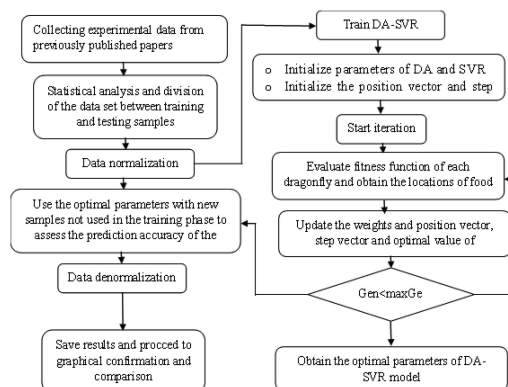 Collecting experimental data from
previously published papers
Statistical analysis and division
of the data set between training
and testing samples
Data normalization
Use the optimal parameters with new
samples not used in the training phase to
assess the prediction accuracy of the
Data denormalization
Save results and procced to
graphical confirmation and
comparison
Train DA-SVR
o Initialize parameters of DA and SVR
o Initialize the position vector and step
Start iteration
Evaluate fitness function of each
dragonfly and obtain the locations of food
Update the weights and position vector,
step vector and optimal value of
Gen<maxGe
Obtain the optimal parameters of DA-
SVR model